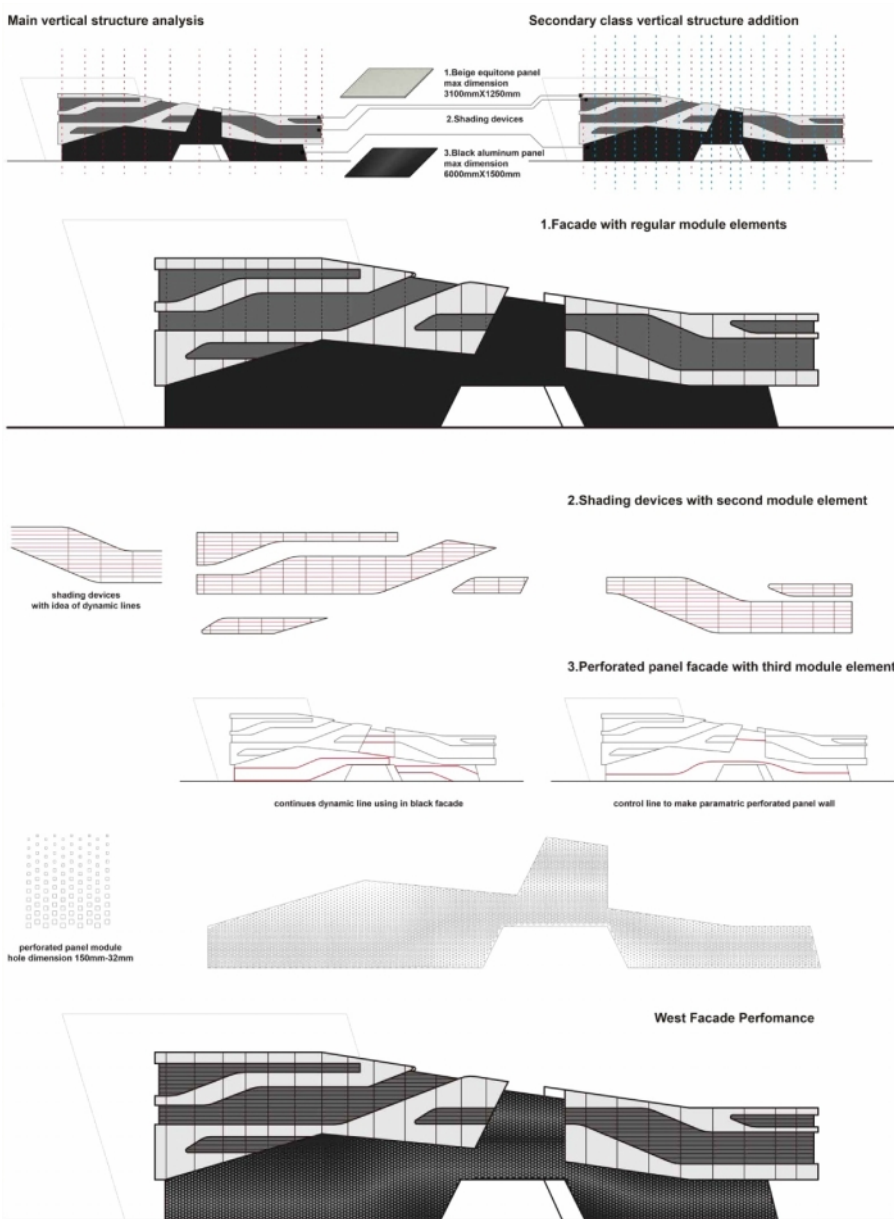 Main vertical structure analysis
Secondary class vertical structure addition
1.Beige equitone panel
max dimension
3100mmX1250mm
2.Shading devices
3.Black aluminum panel
max dimension
6000mmX1500mm
1.Facade with regular module elements
2.Shading devices with second module element
shading devices
with idea of dynamic lines
3.Perforated panel facade with third module element
continues dynamic line using in black facade
control line to make paramatric perforated panel wall
perforated panel module
hole dimension 150mm-32mm
West Facade Perfomance